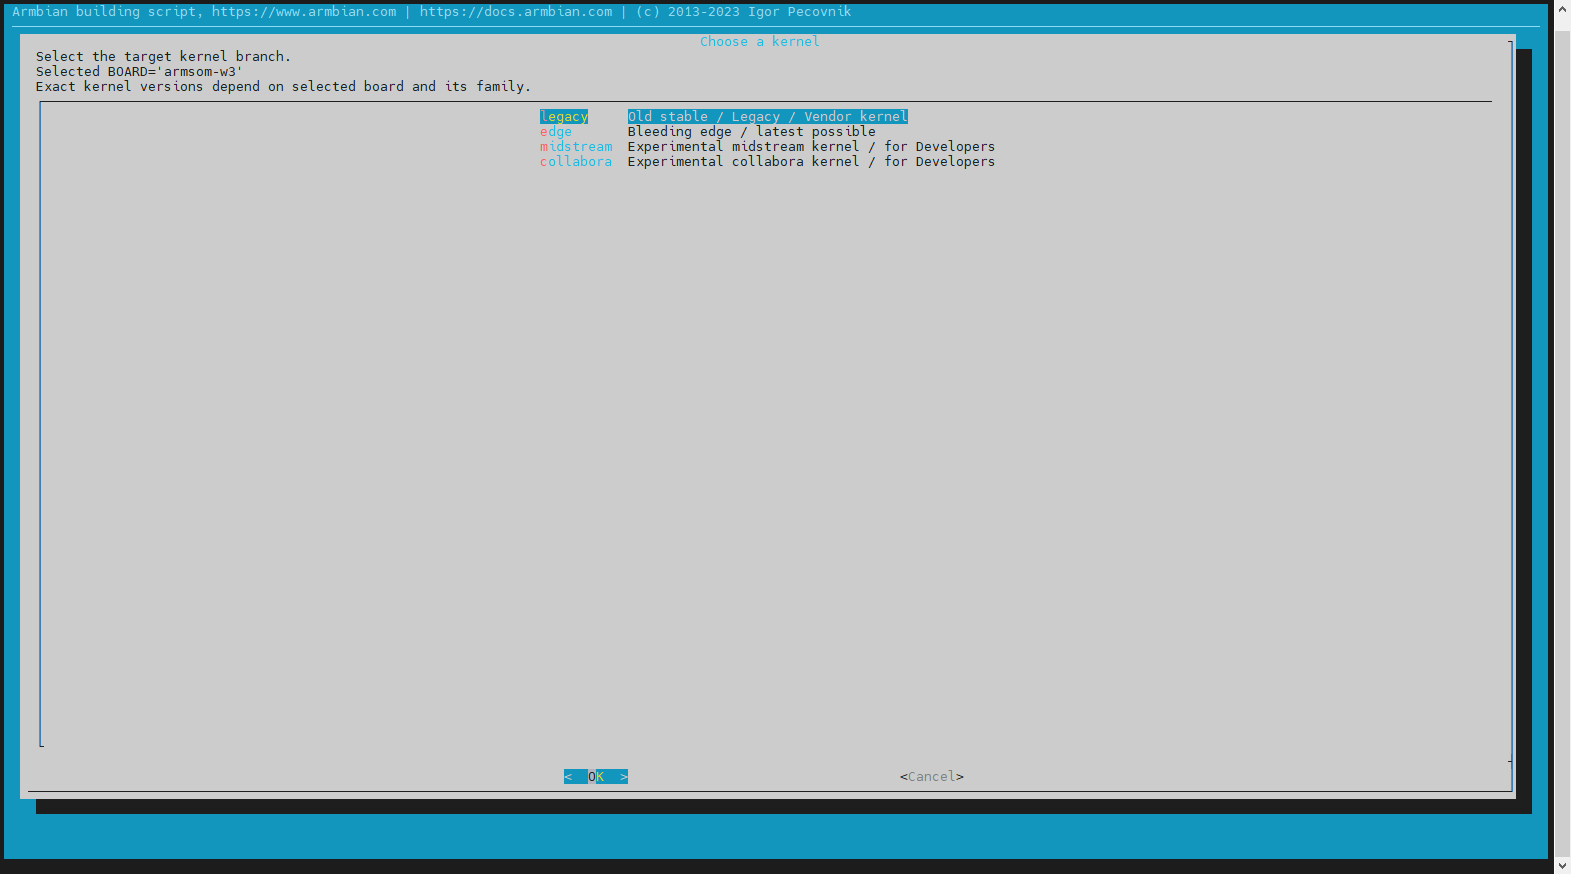 Armbian building script, https://www.armbian.com | https://docs.armbian.com | (c) 2013-2023 Igor Pecovnik
Choose a kernel
Select the target kernel branch.
Selected BOARD='armsom-w3'
Exact kernel versions depend on selected board and its family.
legacy Old stable / Legacy / Vendor kernel
edge Bleeding edge / latest possible
midstream Experimental midstream kernel / for Developers
collabora Experimental collabora kernel / for Developers
< OK > <Cancel>